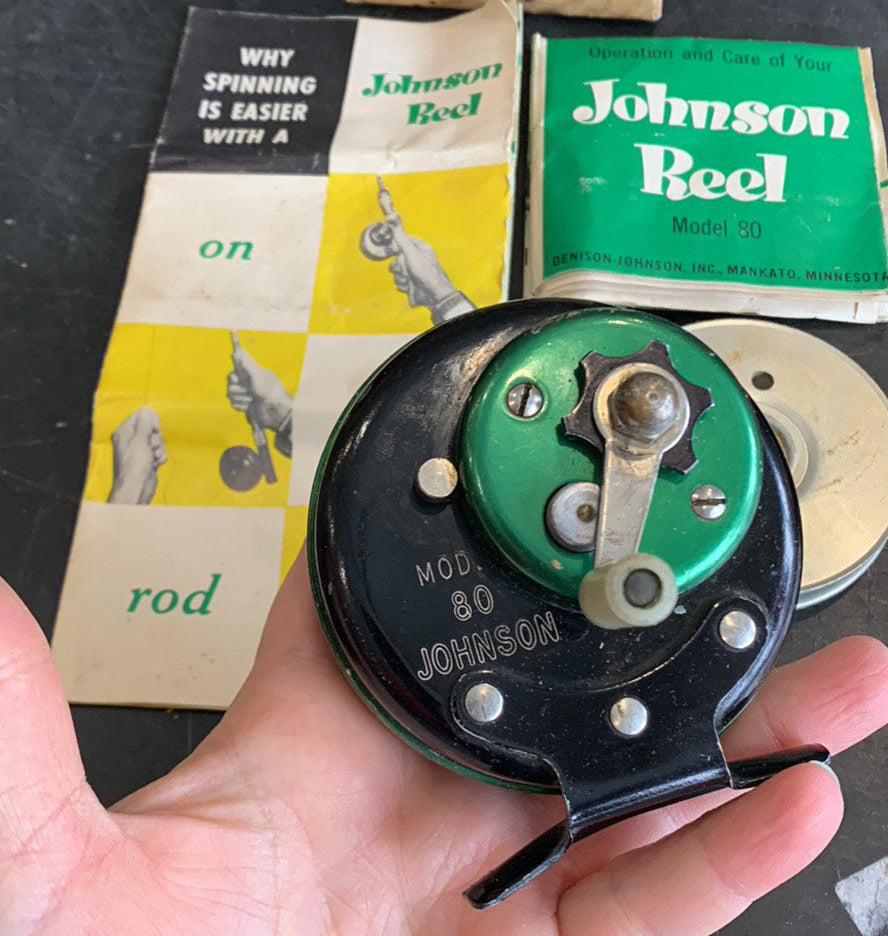 WHY
SPINNING
IS EASIER
WITH A
Johnson
Reel
on
rod
Operation and Care of Your
Johnson
Reel
Model 80
DENISON-JOHNSON, INC., MANKATO, MINNESOTA
MOD
80
JOHNSON